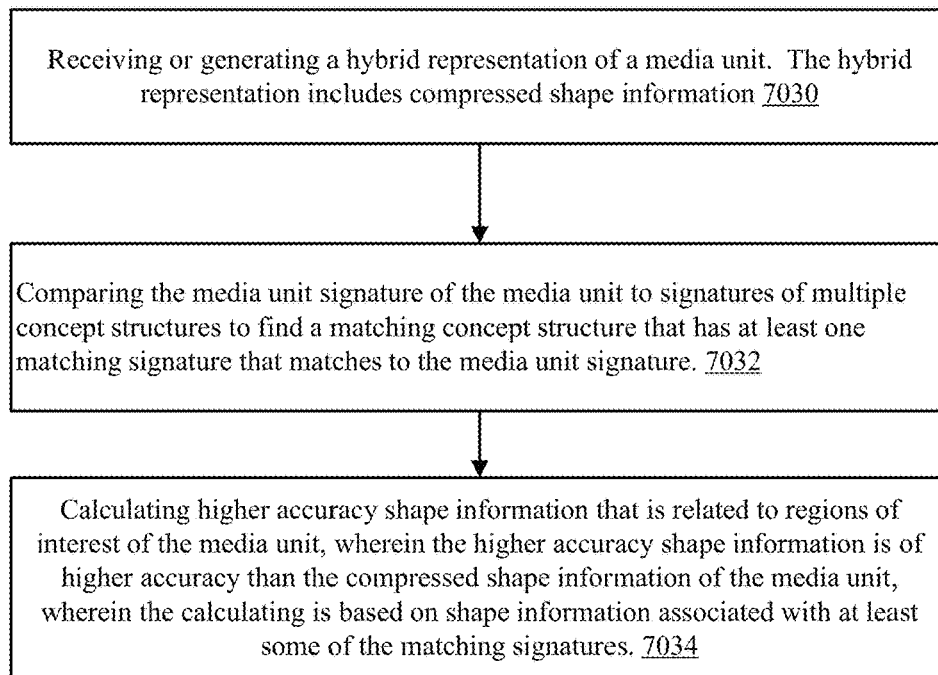 Receiving or generating a hybrid representation of a media unit. The hybrid
representation includes compressed shape information 7030
Comparing the media unit signature of the media unit to signatures of multiple
concept structures to find a matching concept structure that has at least one
matching signature that matches to the media unit signature. 7032
Calculating higher accuracy shape information that is related to regions of
interest of the media unit, wherein the higher accuracy shape information is of
higher accuracy than the compressed shape information of the media unit,
wherein the calculating is based on shape information associated with at least
some of the matching signatures. 7034